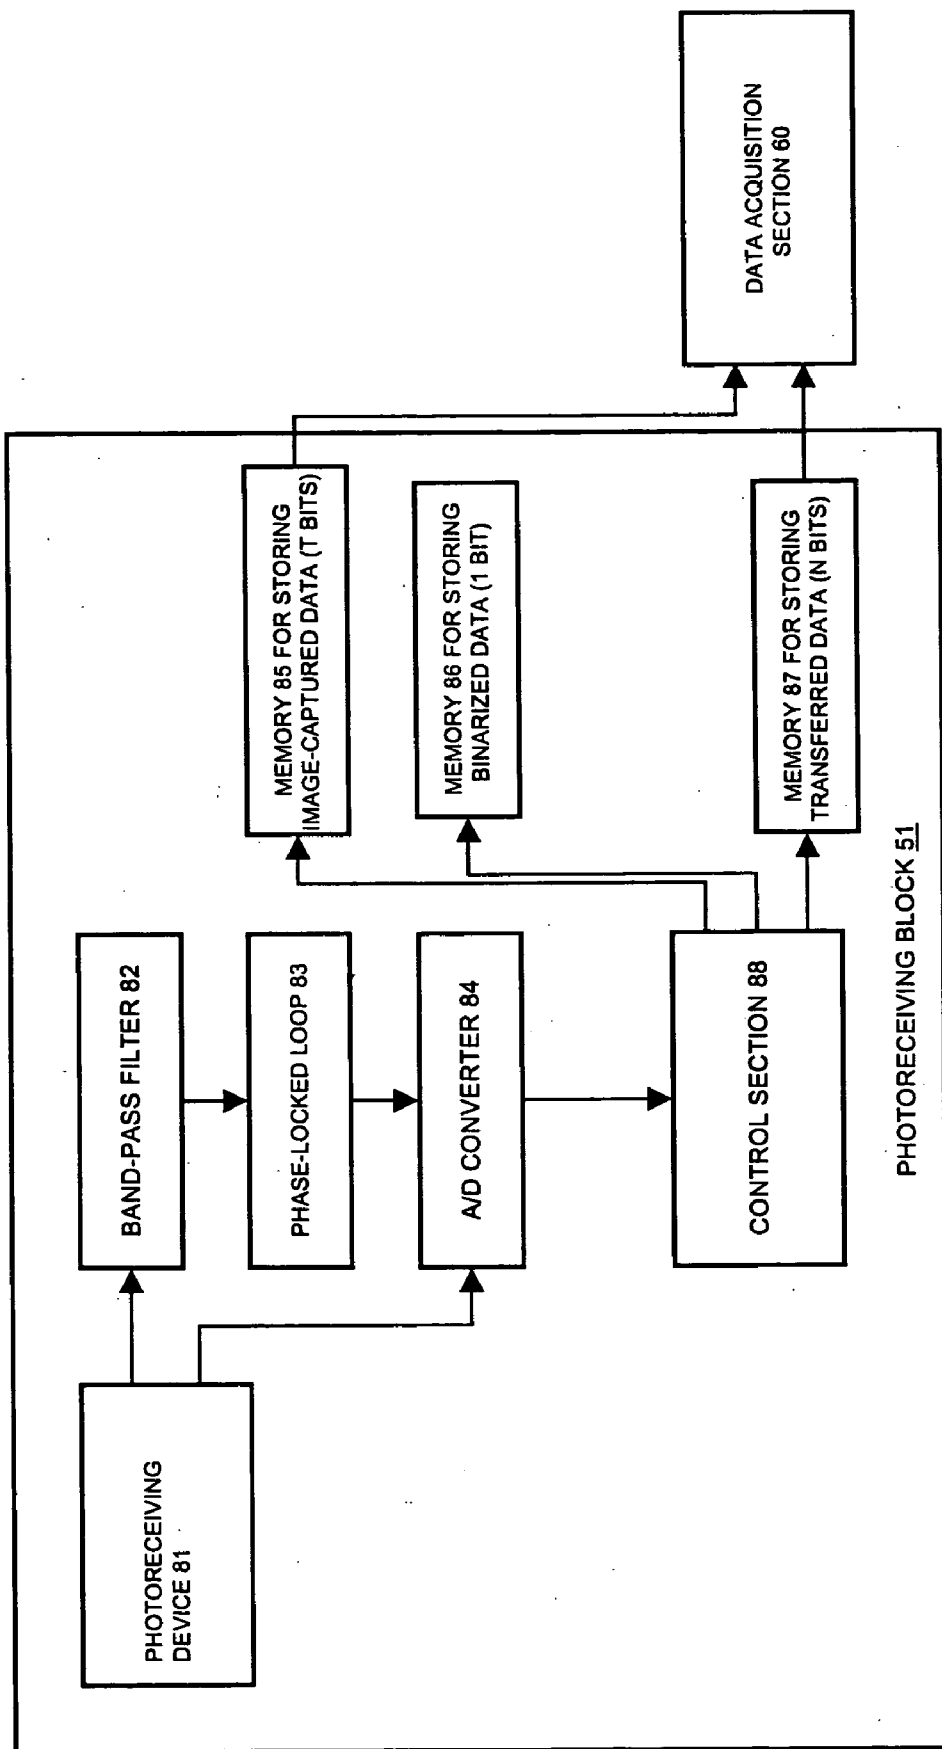 PHOTORECEIVING
DEVICE 81
BAND-PASS FILTER 82
PHASE-LOCKED LOOP 83
A/D CONVERTER 84
CONTROL SECTION 88
MEMORY 85 FOR STORING
IMAGE-CAPTURED DATA (T BITS)
MEMORY 86 FOR STORING
BINARIZED DATA (1 BIT)
MEMORY 87 FOR STORING
TRANSFERRED DATA (N BITS)
PHOTORECEIVING BLOCK 51
DATA ACQUISITION
SECTION 60